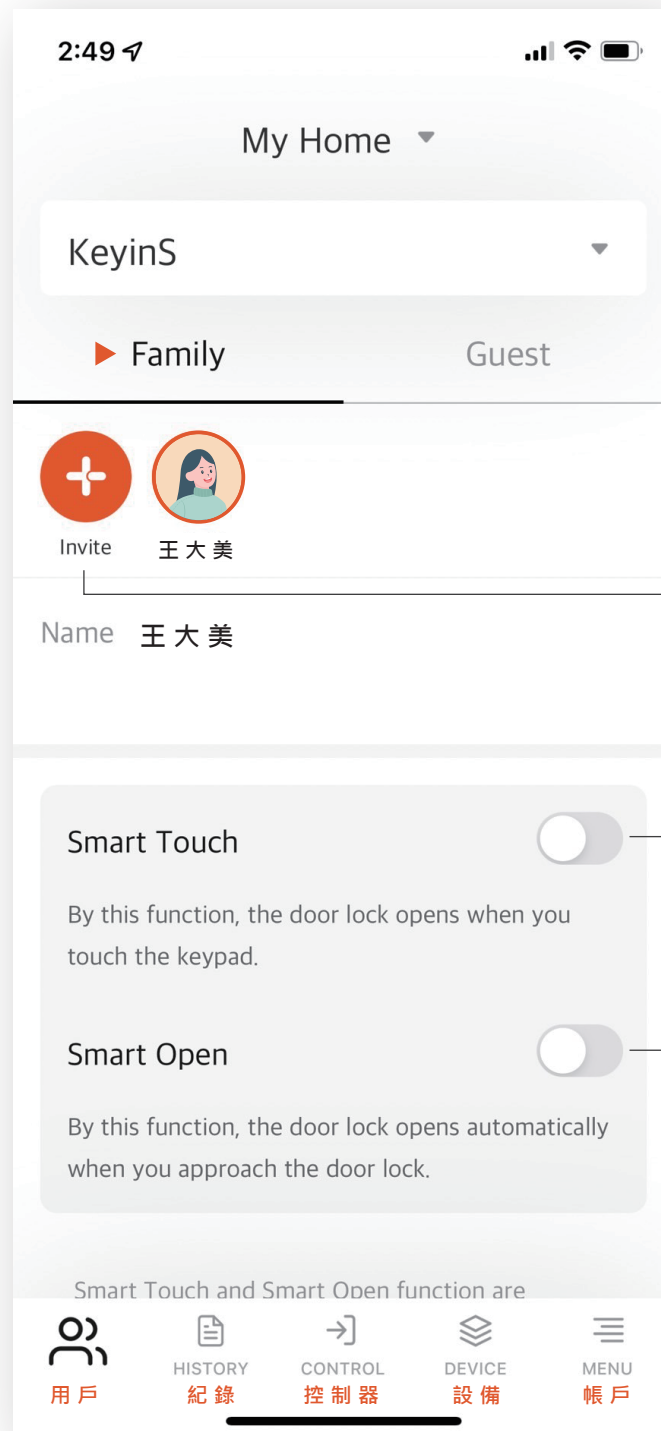 2:49
My Home
KeyinS
Family
Guest
Invite
王大美
Name 王大美
Smart Touch
By this function, the door lock opens when you
touch the keypad.
Smart Open
By this function, the door lock opens automatically
when you approach the door lock.
Smart Touch and Smart Open function are
HISTORY
CONTROL
DEVICE
MENU
用戶
紀錄
控制器
設備
帳戶